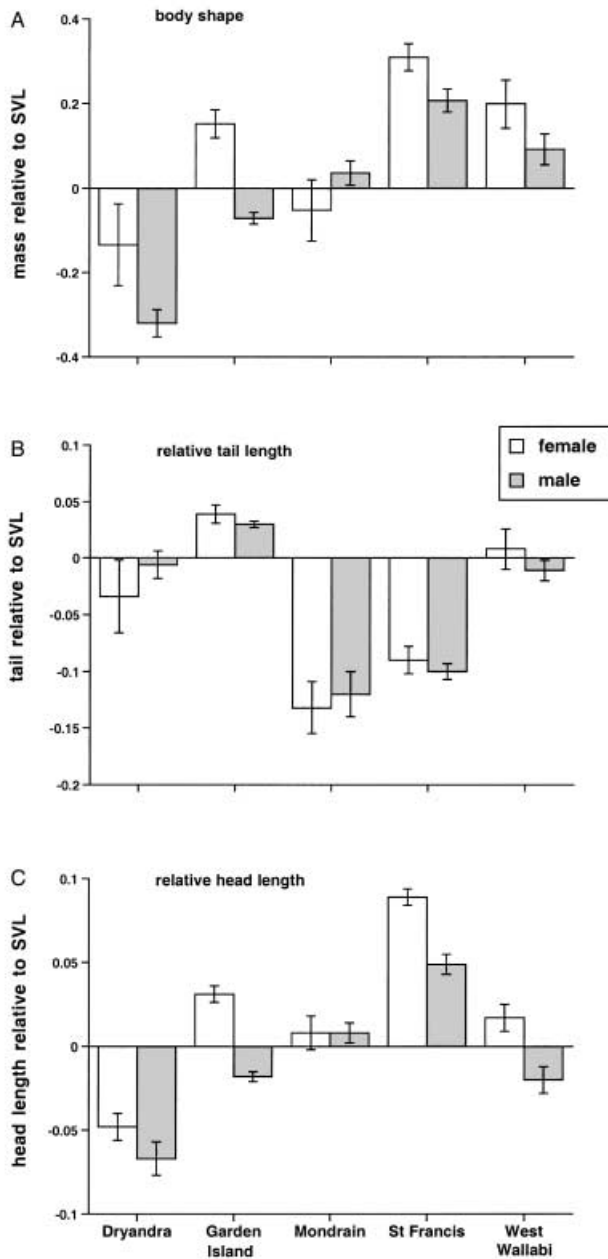 A
body shape
mass relative to SVL
0.4
0.2
0
-0.2
-0.4
B
relative tail length
tail relative to SVL
0.1
0.05
0
-0.05
-0.1
-0.15
-0.2
female
male
C
relative head length
head length relative to SVL
0.1
0.05
0
-0.05
-0.1
Dryandra
Garden
Island
Mondrain
St Francis
West
Wallabi